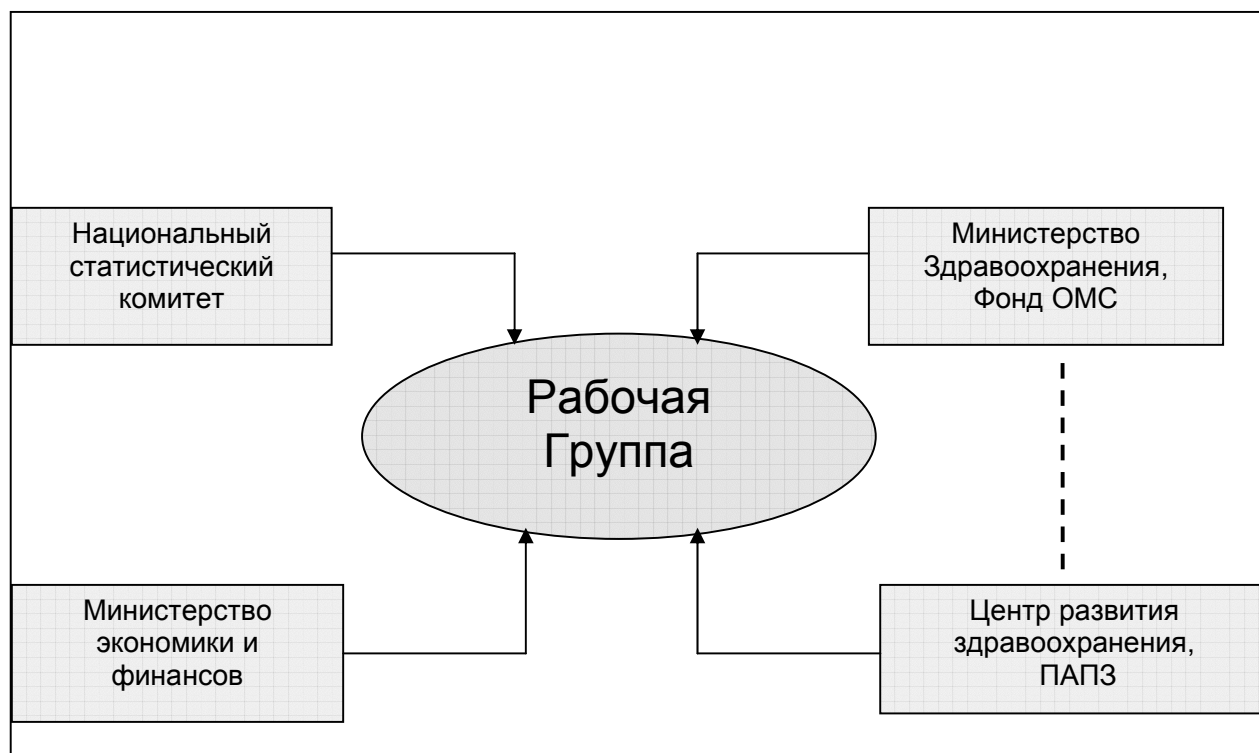 Национальный
статистический
комитет
Министерство
Здравоохранения,
Фонд ОМС
Рабочая
Группа
Министерство
экономики и
финансов
Центр развития
здравоохранения,
ПАПЗ